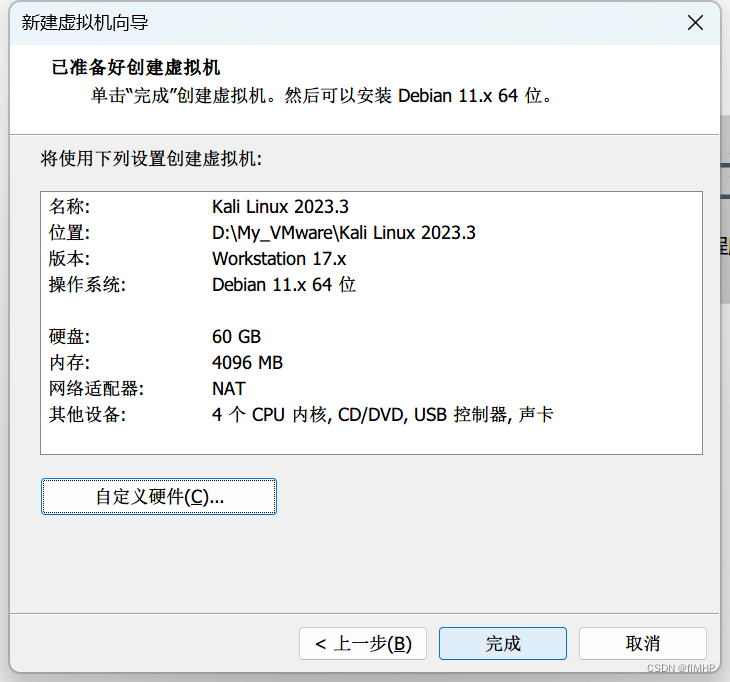 新建虚拟机向导
已准备好创建虚拟机
单击“完成”创建虚拟机。然后可以安装 Debian 11.x 64 位。
将使用下列设置创建虚拟机:
名称: Kali Linux 2023.3
位置: D:\My_VMware\Kali Linux 2023.3
版本: Workstation 17.x
操作系统: Debian 11.x 64 位
硬盘: 60 GB
内存: 4096 MB
网络适配器: NAT
其他设备: 4 个 CPU 内核, CD/DVD, USB 控制器, 声卡
自定义硬件(C)...
< 上一步(B) 完成 取消
CSDN @flMHP